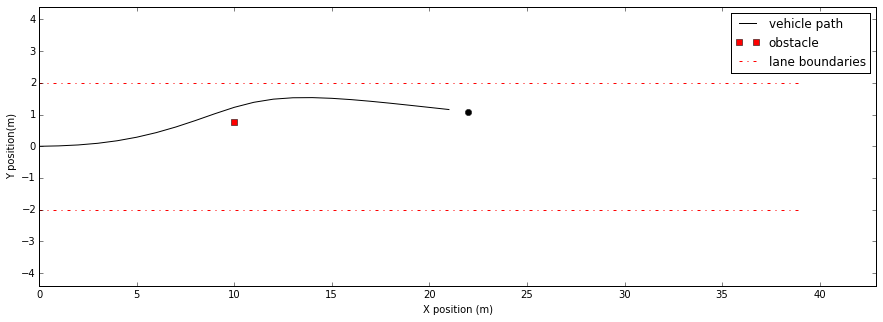 4
3
2
1
0
−1
−2
−3
−4
Y position(m)
0 5 10 15 20 25 30 35 40
X position (m)
vehicle path
obstacle
lane boundaries